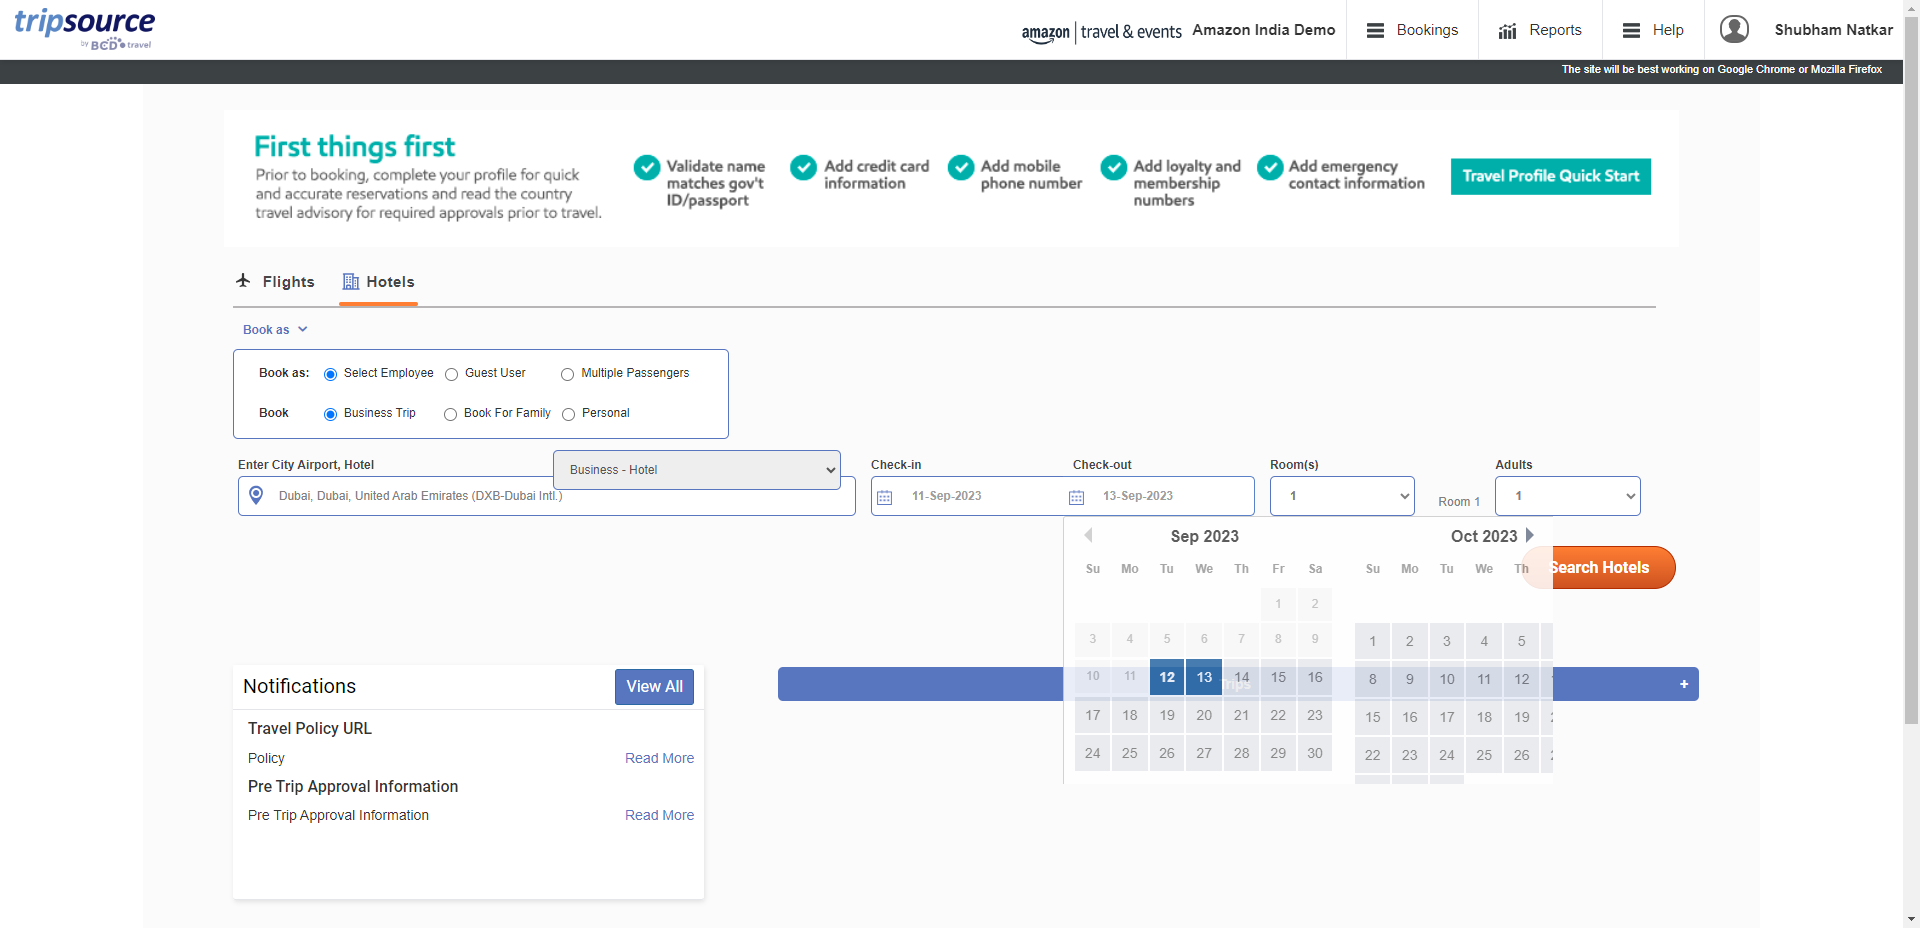 tripsource
by BCD travel
amazon | travel & events
Amazon India Demo
Bookings
Reports
Help
Shubham Natkar
The site will be best working on Google Chrome or Mozilla Firefox
First things first
Prior to booking, complete your profile for quick
and accurate reservations and read the country
travel advisory for required approvals prior to travel.
Validate name
matches gov't
ID/passport
Add credit card
information
Add mobile
phone number
Add loyalty and
membership
numbers
Add emergency
contact information
Travel Profile Quick Start
Flights
Hotels
Book as
Book as: Select Employee Guest User Multiple Passengers
Book Business Trip Book For Family Personal
Enter City Airport, Hotel
Business - Hotel
Dubai, Dubai, United Arab Emirates (DXB-Dubai Intl.)
Check-in
11-Sep-2023
Check-out
13-Sep-2023
Room(s)
1
Room 1
Adults
1
Sep 2023
Su Mo Tu We Th Fr Sa
1 2
3 4 5 6 7 8 9
10 11 12 13 14 15 16
17 18 19 20 21 22 23
24 25 26 27 28 29 30
Oct 2023
Su Mo Tu We Th
1 2 3 4 5
8 9 10 11 12
15 16 17 18 19
22 23 24 25 26
Search Hotels
Trips
+
Notifications
View All
Travel Policy URL
Policy
Read More
Pre Trip Approval Information
Pre Trip Approval Information
Read More